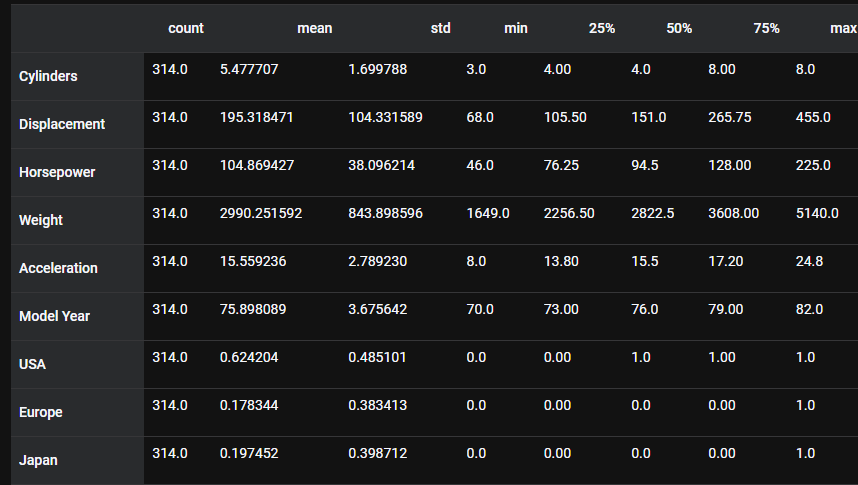 count mean std min 25% 50% 75% max
Cylinders 314.0 5.477707 1.699788 3.0 4.00 4.0 8.00 8.0
Displacement 314.0 195.318471 104.331589 68.0 105.50 151.0 265.75 455.0
Horsepower 314.0 104.869427 38.096214 46.0 76.25 94.5 128.00 225.0
Weight 314.0 2990.251592 843.898596 1649.0 2256.50 2822.5 3608.00 5140.0
Acceleration 314.0 15.559236 2.789230 8.0 13.80 15.5 17.20 24.8
Model Year 314.0 75.898089 3.675642 70.0 73.00 76.0 79.00 82.0
USA 314.0 0.624204 0.485101 0.0 0.00 1.0 1.00 1.0
Europe 314.0 0.178344 0.383413 0.0 0.00 0.0 0.00 1.0
Japan 314.0 0.197452 0.398712 0.0 0.00 0.0 0.00 1.0